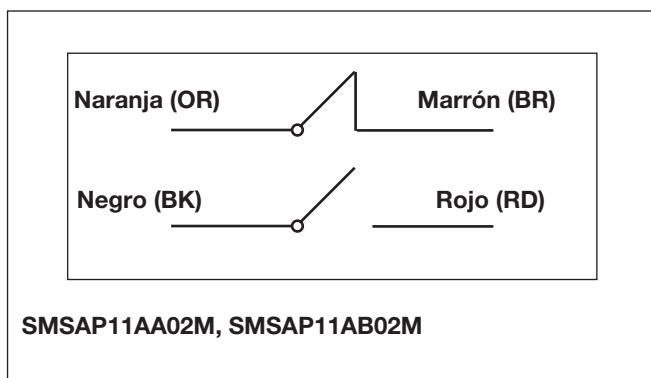 Naranja (OR) Marrón (BR)
Negro (BK) Rojo (RD)
SMSAP11AA02M, SMSAP11AB02M